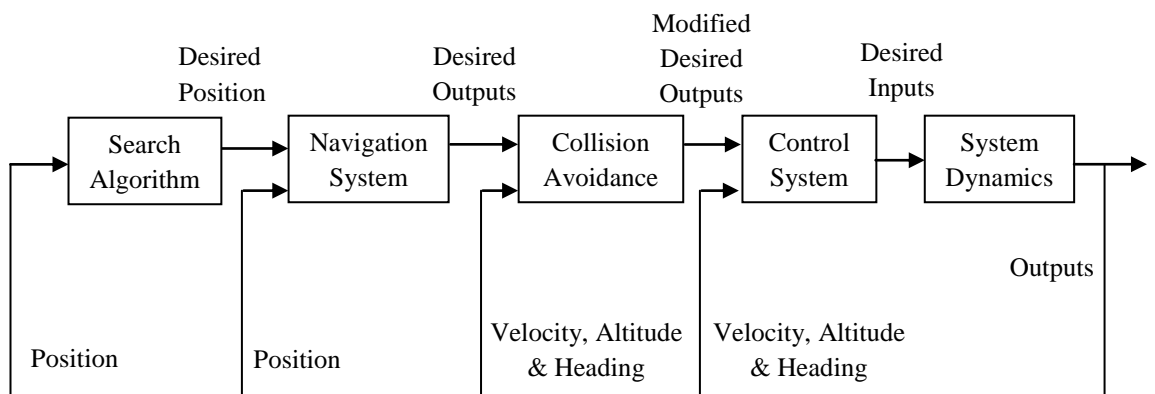 Desired
Position
Desired
Outputs
Modified
Desired
Outputs
Desired
Inputs
Search
Algorithm
Navigation
System
Collision
Avoidance
Control
System
System
Dynamics
Outputs
Position
Position
Velocity, Altitude
& Heading
Velocity, Altitude
& Heading